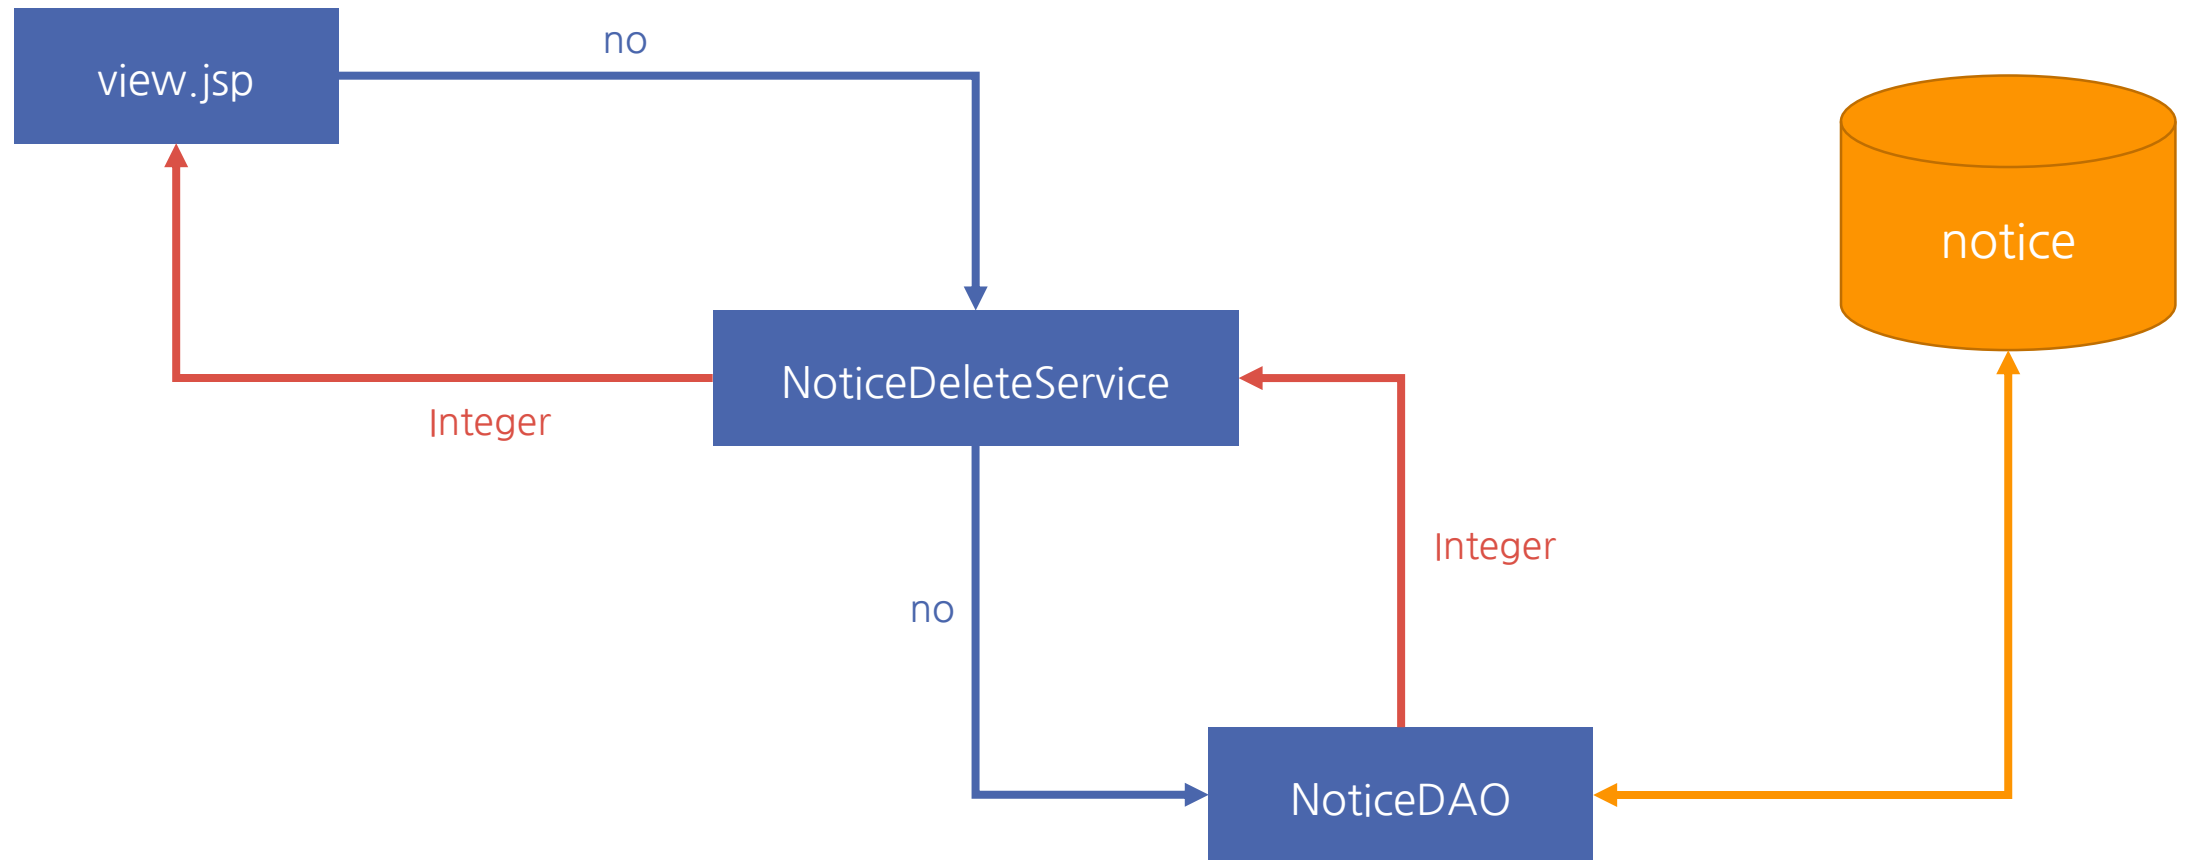 no
view.jsp
notice
NoticeDeleteService
Integer
Integer
no
NoticeDAO